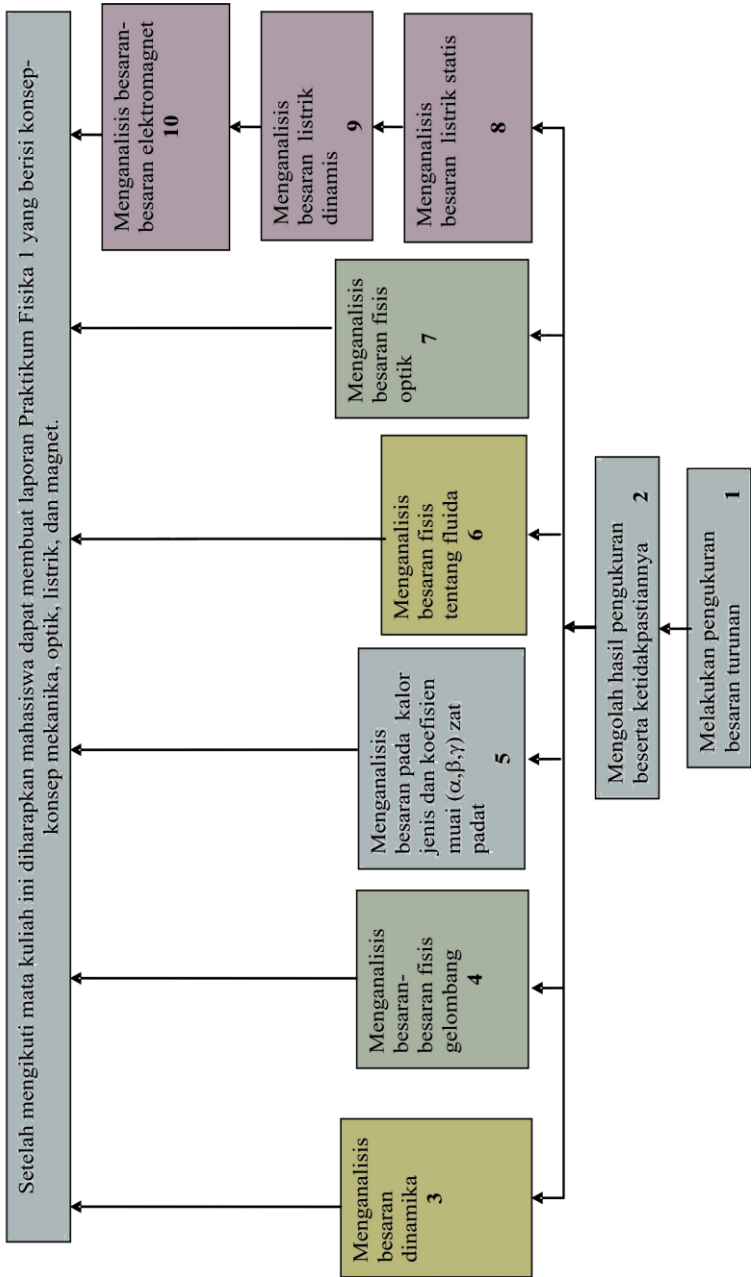 Setelah mengikuti mata kuliah ini diharapkan mahasiswa dapat membuat laporan Praktikum Fisika 1 yang berisi konsep-
konsep mekanika, optik, listrik, dan magnet.
Menganalisis besaran-
besaran elektromagnet
10
Menganalisis
besaran listrik
dinamis
9
Menganalisis
besaran listrik statis
8
Menganalisis
besaran fisis
optik
7
Menganalisis
besaran fisis
tentang fluida
6
Menganalisis
besaran pada kalor
jenis dan koefisien
muai (α,β,γ) zat
padat
5
Menganalisis
besaran-
besaran fisis
gelombang
4
Menganalisis
besaran
dinamika
3
Mengolah hasil pengukuran
beserta ketidakpastiannya
2
Melakukan pengukuran
besaran turunan
1